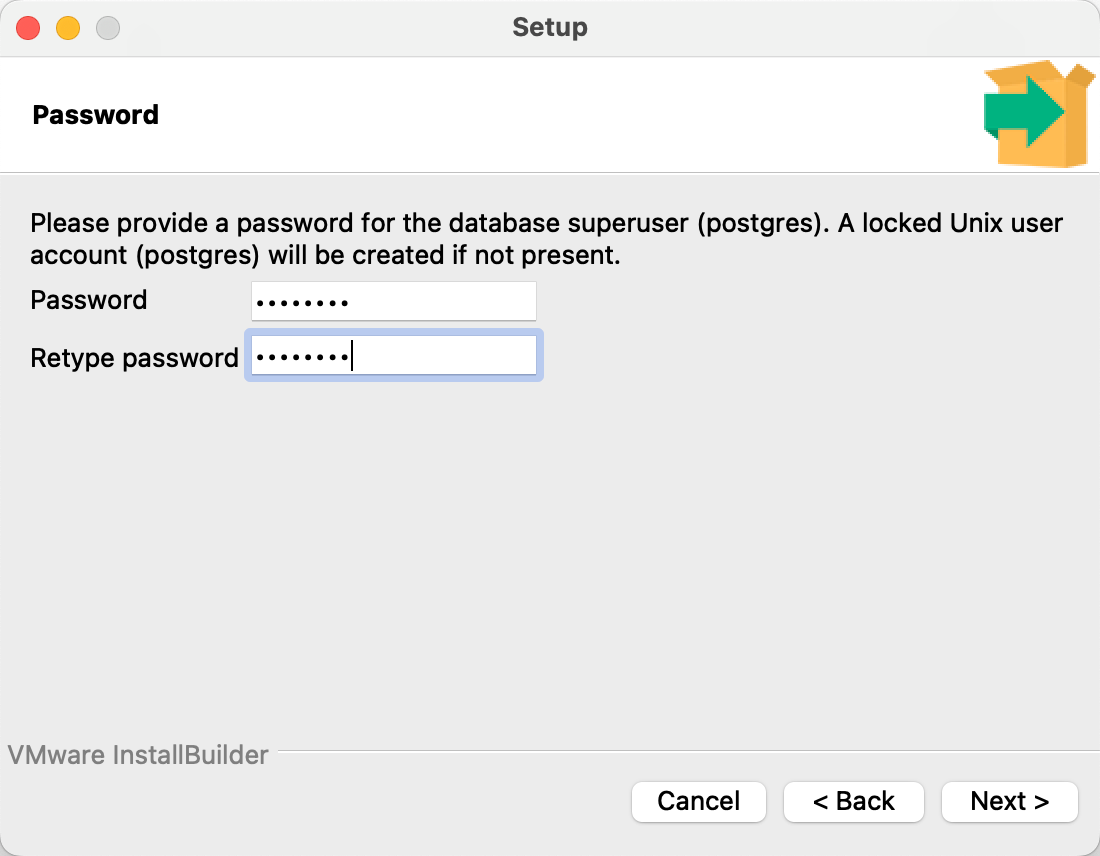 Setup
Password
Please provide a password for the database superuser (postgres). A locked Unix user
account (postgres) will be created if not present.
Password ••••••••
Retype password ••••••••
VMware InstallBuilder
Cancel < Back Next >